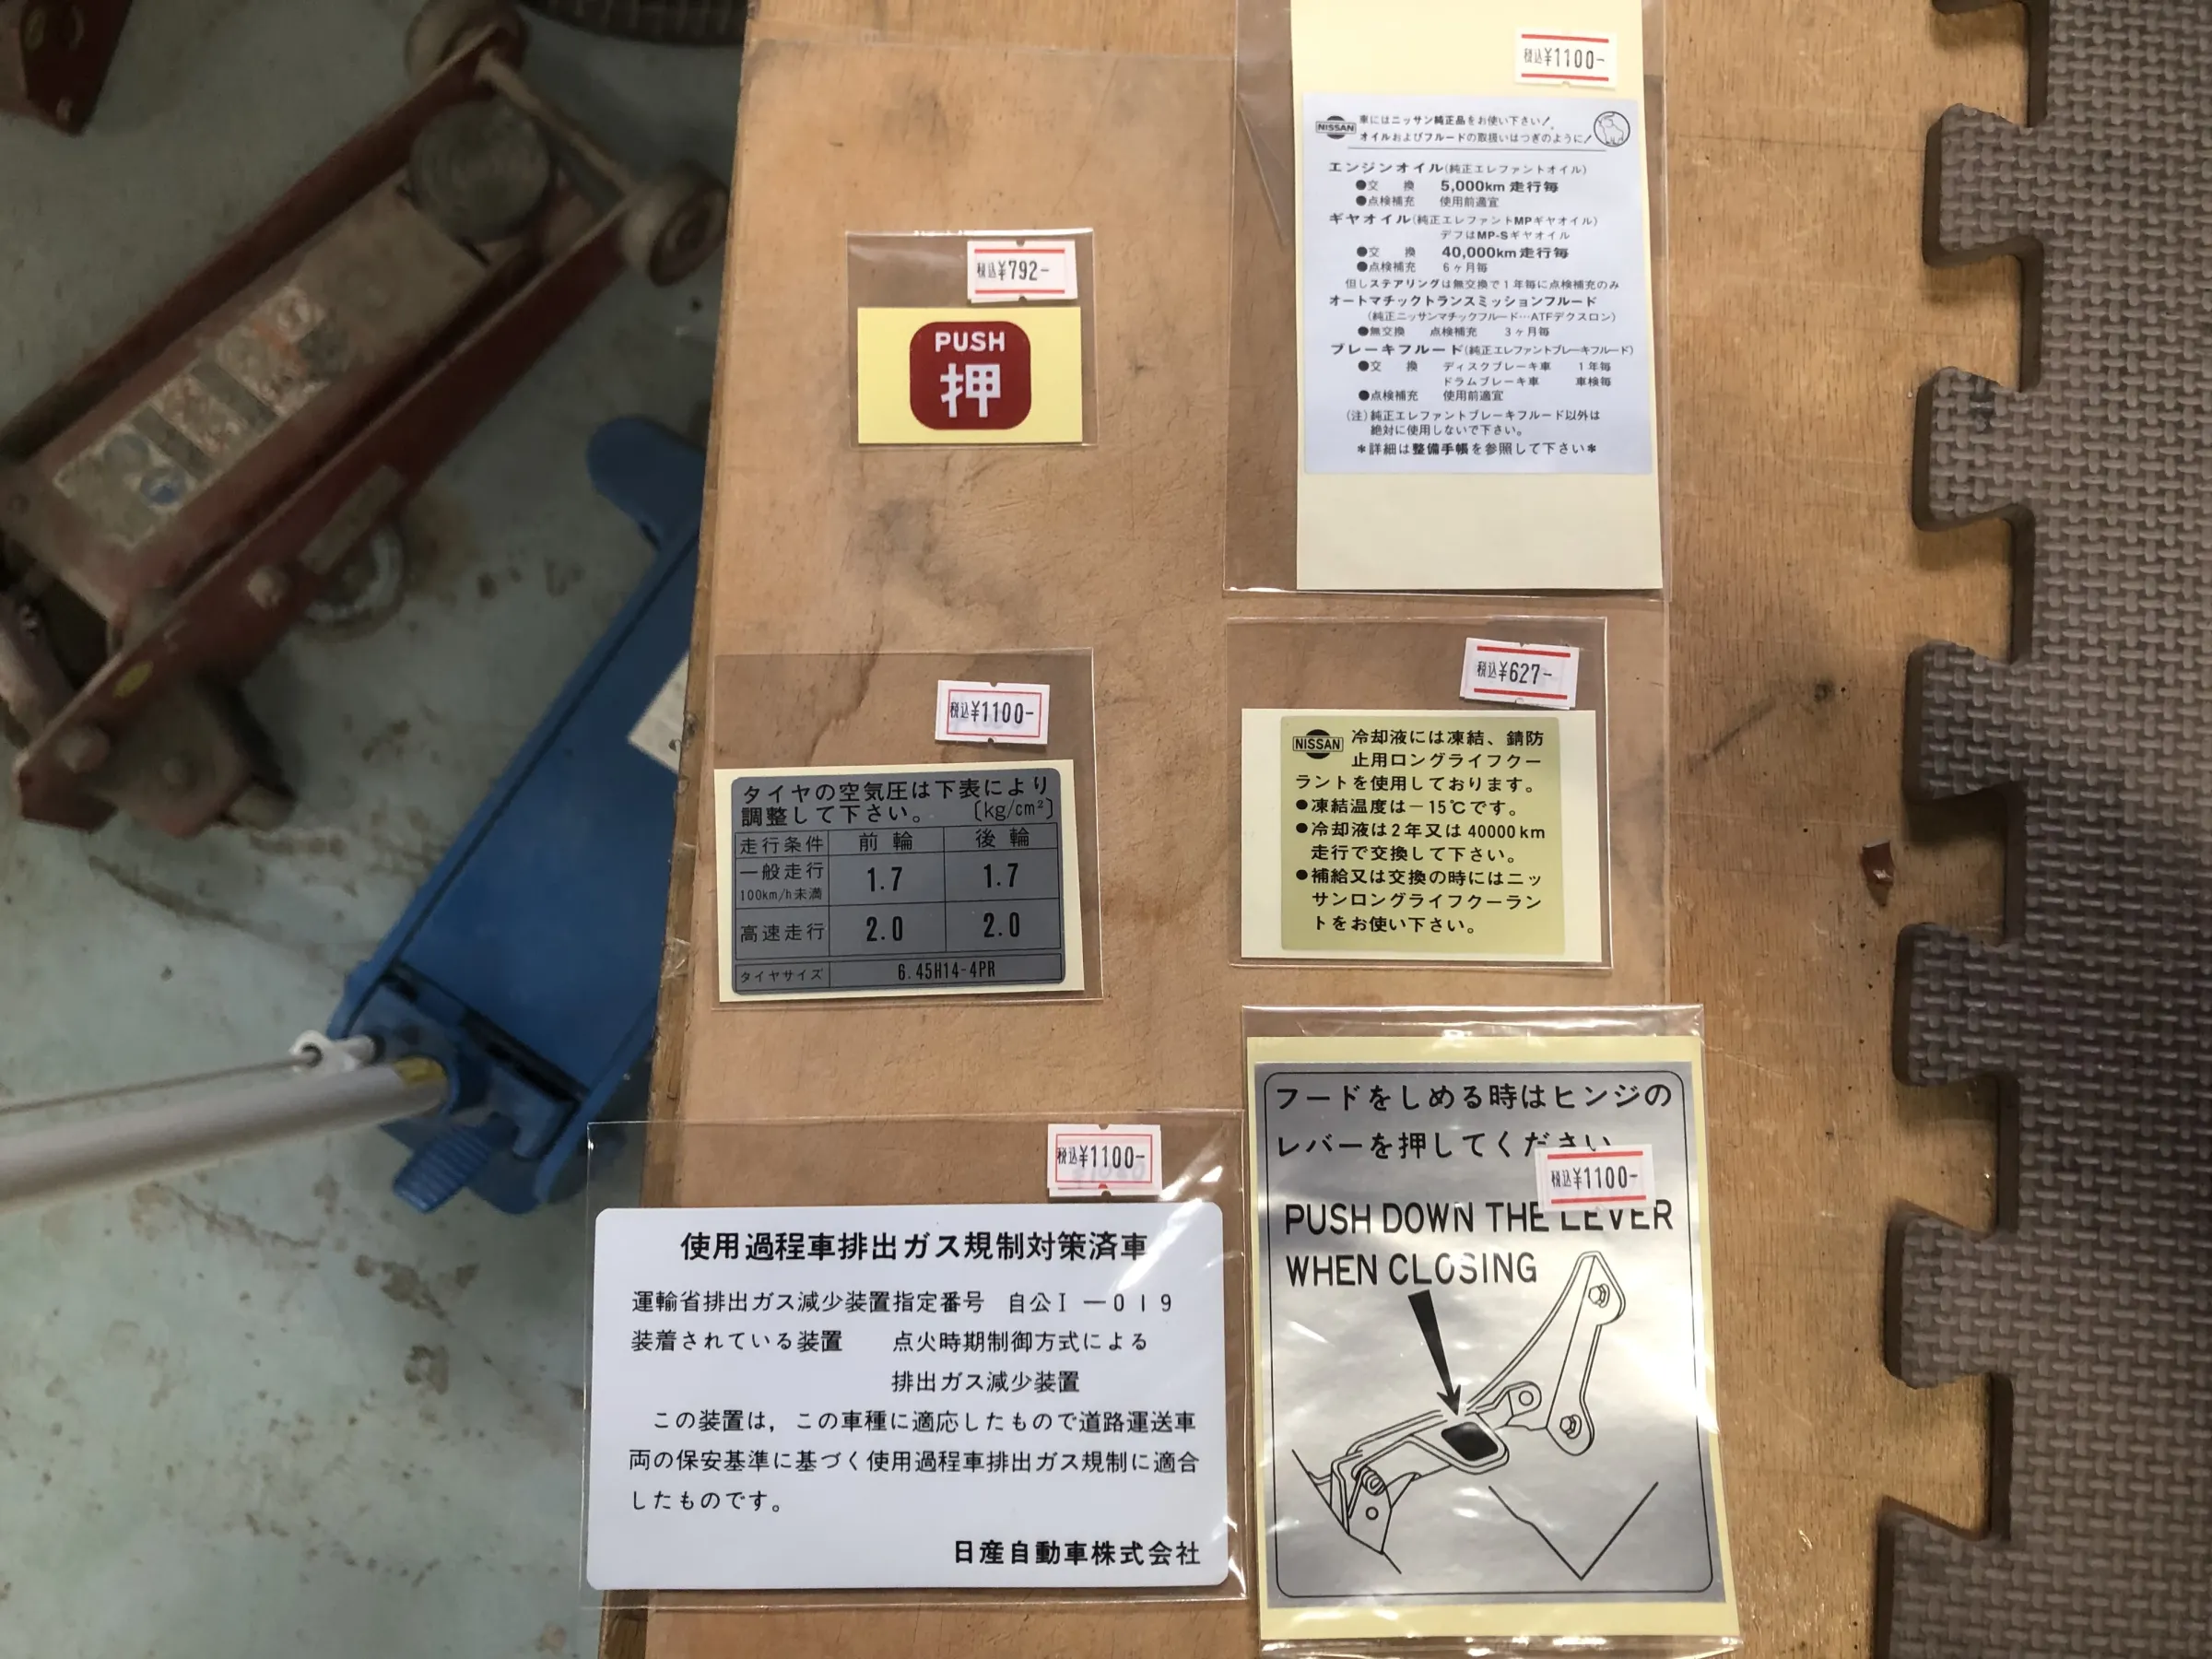 税込¥792-
PUSH
押
税込¥1100-
NISSAN
車にはニッサン純正品をお使い下さい!
オイルおよびフルードの取扱いはつぎのように!
エンジンオイル(純正エレファントオイル)
●交 換 5,000km 走行毎
●点検補充 使用前適宜
ギヤオイル(純正エレファントMPギヤオイル)
デフはMP-Sギヤオイル
●交 換 40,000km 走行毎
●点検補充 6ヶ月毎
但しステアリングは無交換で1年毎に点検補充のみ
オートマチックトランスミッションフルード
(純正ニッサンマチックフルード…ATFデクスロン)
●無交換 点検補充 3ヶ月毎
ブレーキフルード(純正エレファントブレーキフルード)
●交 換 ディスクブレーキ車 1年毎
ドラムブレーキ車 車検毎
●点検補充 使用前適宜
(注)純正エレファントブレーキフルード以外は
絶対に使用しないで下さい。
*詳細は整備手帳を参照して下さい*
税込¥1100-
タイヤの空気圧は下表により
調整して下さい。 [kg/cm²]
走行条件 前輪 後輪
一般走行 1.7 1.7
100km/h未満
高速走行 2.0 2.0
タイヤサイズ 6.45H14-4PR
税込¥627-
NISSAN
冷却液には凍結、錆防
止用ロングライフクー
ラントを使用しております。
●凍結温度は-15℃です。
●冷却液は2年又は40000km
走行で交換して下さい。
●補給又は交換の時にはニッ
サンロングライフクーラン
トをお使い下さい。
税込¥1100-
使用過程車排出ガス規制対策済車
運輸省排出ガス減少装置指定番号 自公I-019
装着されている装置 点火時期制御方式による
排出ガス減少装置
この装置は,この車種に適応したもので道路運送車
両の保安基準に基づく使用過程車排出ガス規制に適合
したものです。
日産自動車株式会社
フードをしめる時はヒンジの
レバーを押してください
税込¥1100-
PUSH DOWN THE LEVER
WHEN CLOSING